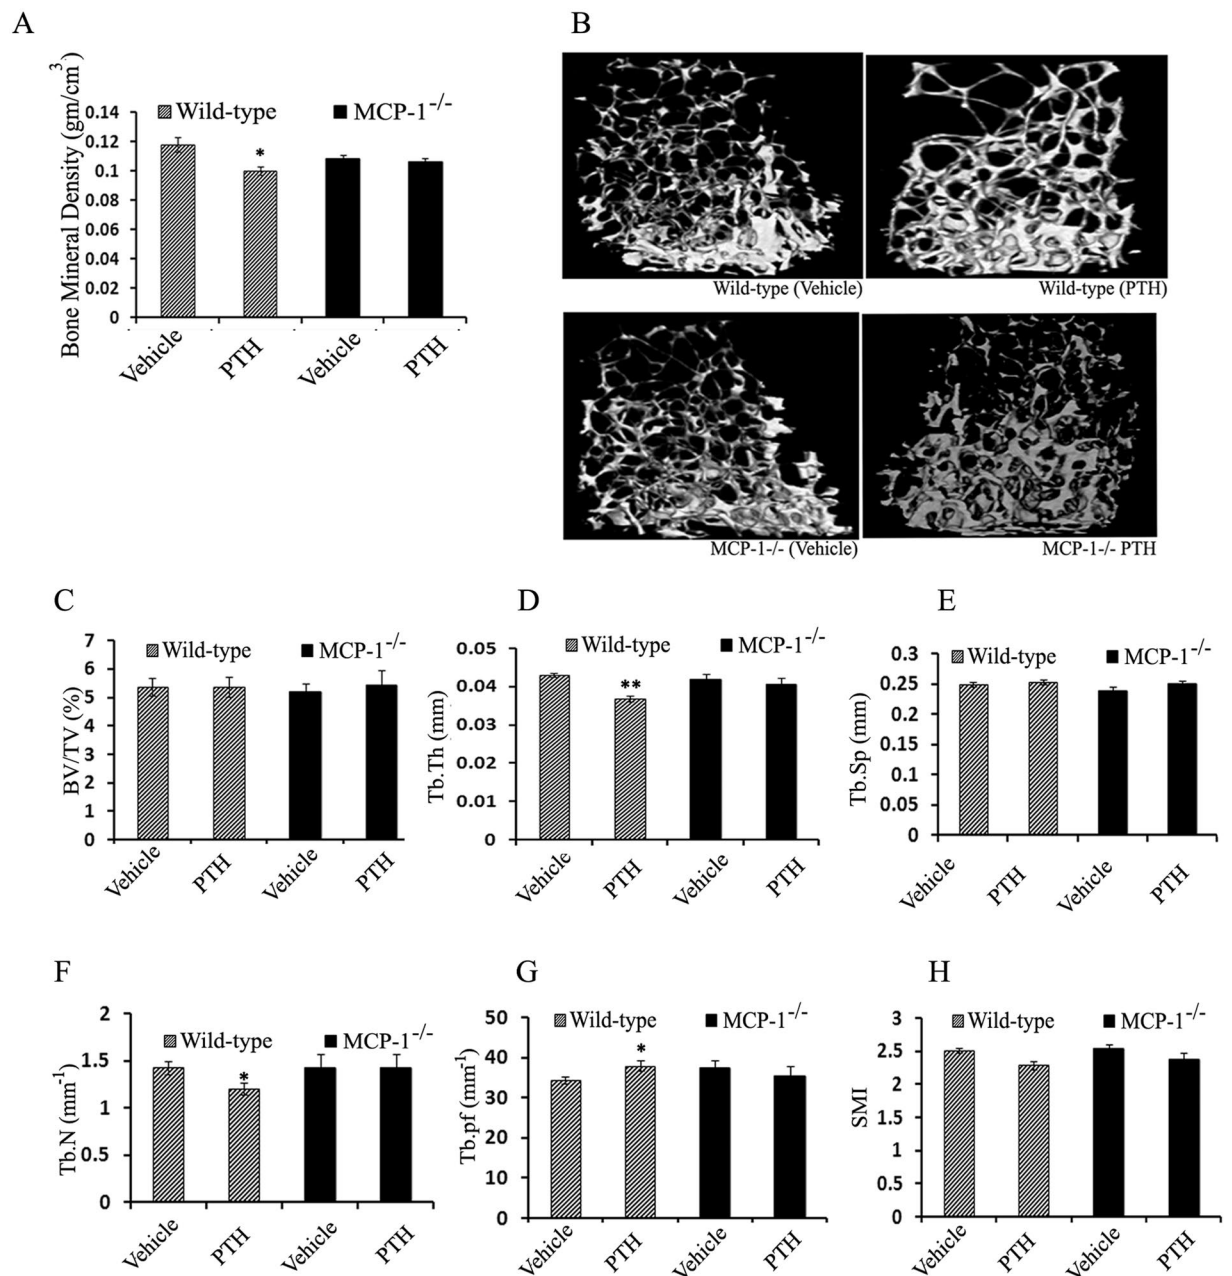 A
B
Bone Mineral Density (gm/cm³)
Wild-type
MCP-1⁻/⁻
0.14
0.12
0.1
0.08
0.06
0.04
0.02
0
*
Vehicle
PTH
Vehicle
PTH
Wild-type (Vehicle)
Wild-type (PTH)
MCP-1-/- (Vehicle)
MCP-1-/- PTH
C
BV/TV (%)
Wild-type
MCP-1⁻/⁻
7
6
5
4
3
2
1
0
Vehicle
PTH
Vehicle
PTH
D
Tb.Th (mm)
Wild-type
MCP-1⁻/⁻
0.05
0.04
0.03
0.02
0.01
0
**
Vehicle
PTH
Vehicle
PTH
E
Tb.Sp (mm)
Wild-type
MCP-1⁻/⁻
0.3
0.25
0.2
0.15
0.1
0.05
0
Vehicle
PTH
Vehicle
PTH
F
Tb.N (mm⁻¹)
Wild-type
MCP-1⁻/⁻
2
1.5
1
0.5
0
*
Vehicle
PTH
Vehicle
PTH
G
Tb.pf (mm⁻¹)
Wild-type
MCP-1⁻/⁻
50
40
30
20
10
0
*
Vehicle
PTH
Vehicle
PTH
H
SMI
Wild-type
MCP-1⁻/⁻
3
2.5
2
1.5
1
0.5
0
Vehicle
PTH
Vehicle
PTH